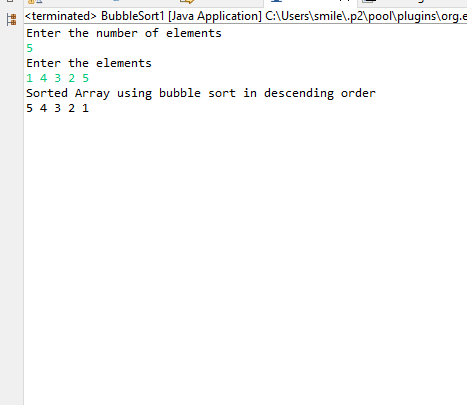 <terminated> BubbleSort1 [Java Application] C:\Users\smile\.p2\pool\plugins\org.e
Enter the number of elements
5
Enter the elements
1 4 3 2 5
Sorted Array using bubble sort in descending order
5 4 3 2 1